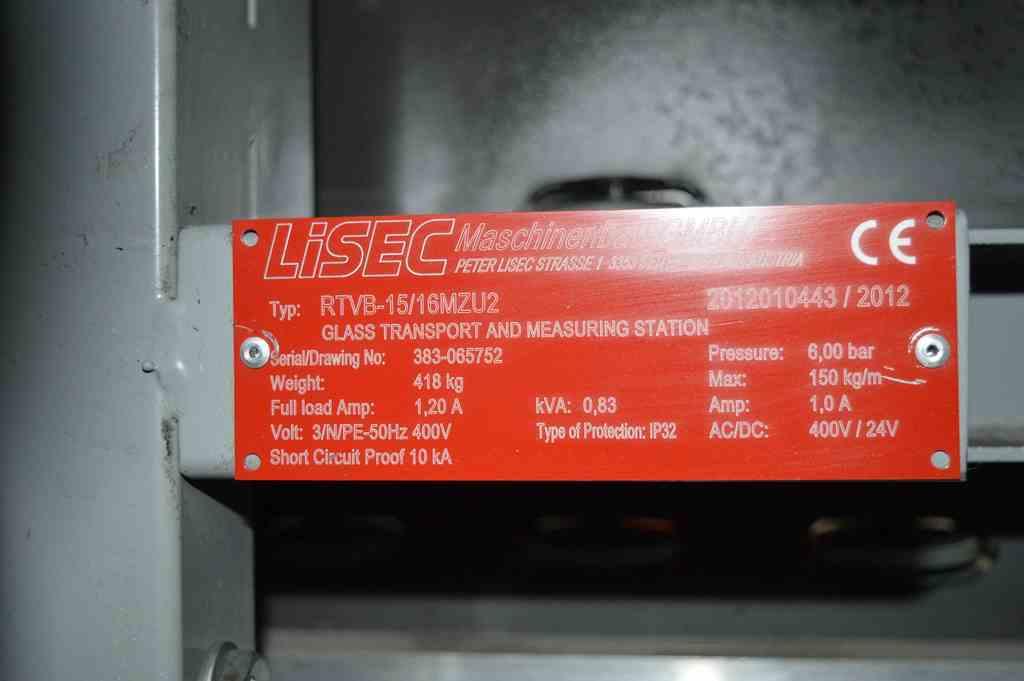 LiSEC Maschinenbau GMBH CE
PETER LISEC STRASSE 1
Typ: RTVB-15/16MZU2 2012010443 / 2012
GLASS TRANSPORT AND MEASURING STATION
Serial/Drawing No: 383-065752 Pressure: 6,00 bar
Weight: 418 kg Max: 150 kg/m
Full load Amp: 1,20 A kVA: 0,83 Amp: 1,0 A
Volt: 3/N/PE-50Hz 400V Type of Protection: IP32 AC/DC: 400V / 24V
Short Circuit Proof 10 kA